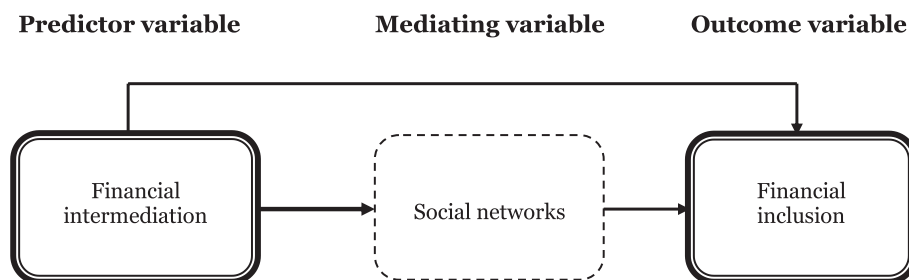 Predictor variable
Mediating variable
Outcome variable
Financial
intermediation
Social networks
Financial
inclusion